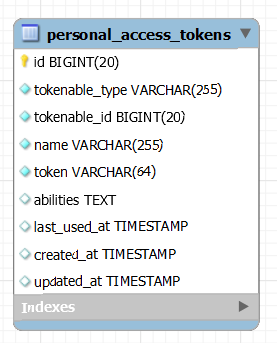 personal_access_tokens
id BIGINT(20)
tokenable_type VARCHAR(255)
tokenable_id BIGINT(20)
name VARCHAR(255)
token VARCHAR(64)
abilities TEXT
last_used_at TIMESTAMP
created_at TIMESTAMP
updated_at TIMESTAMP
Indexes